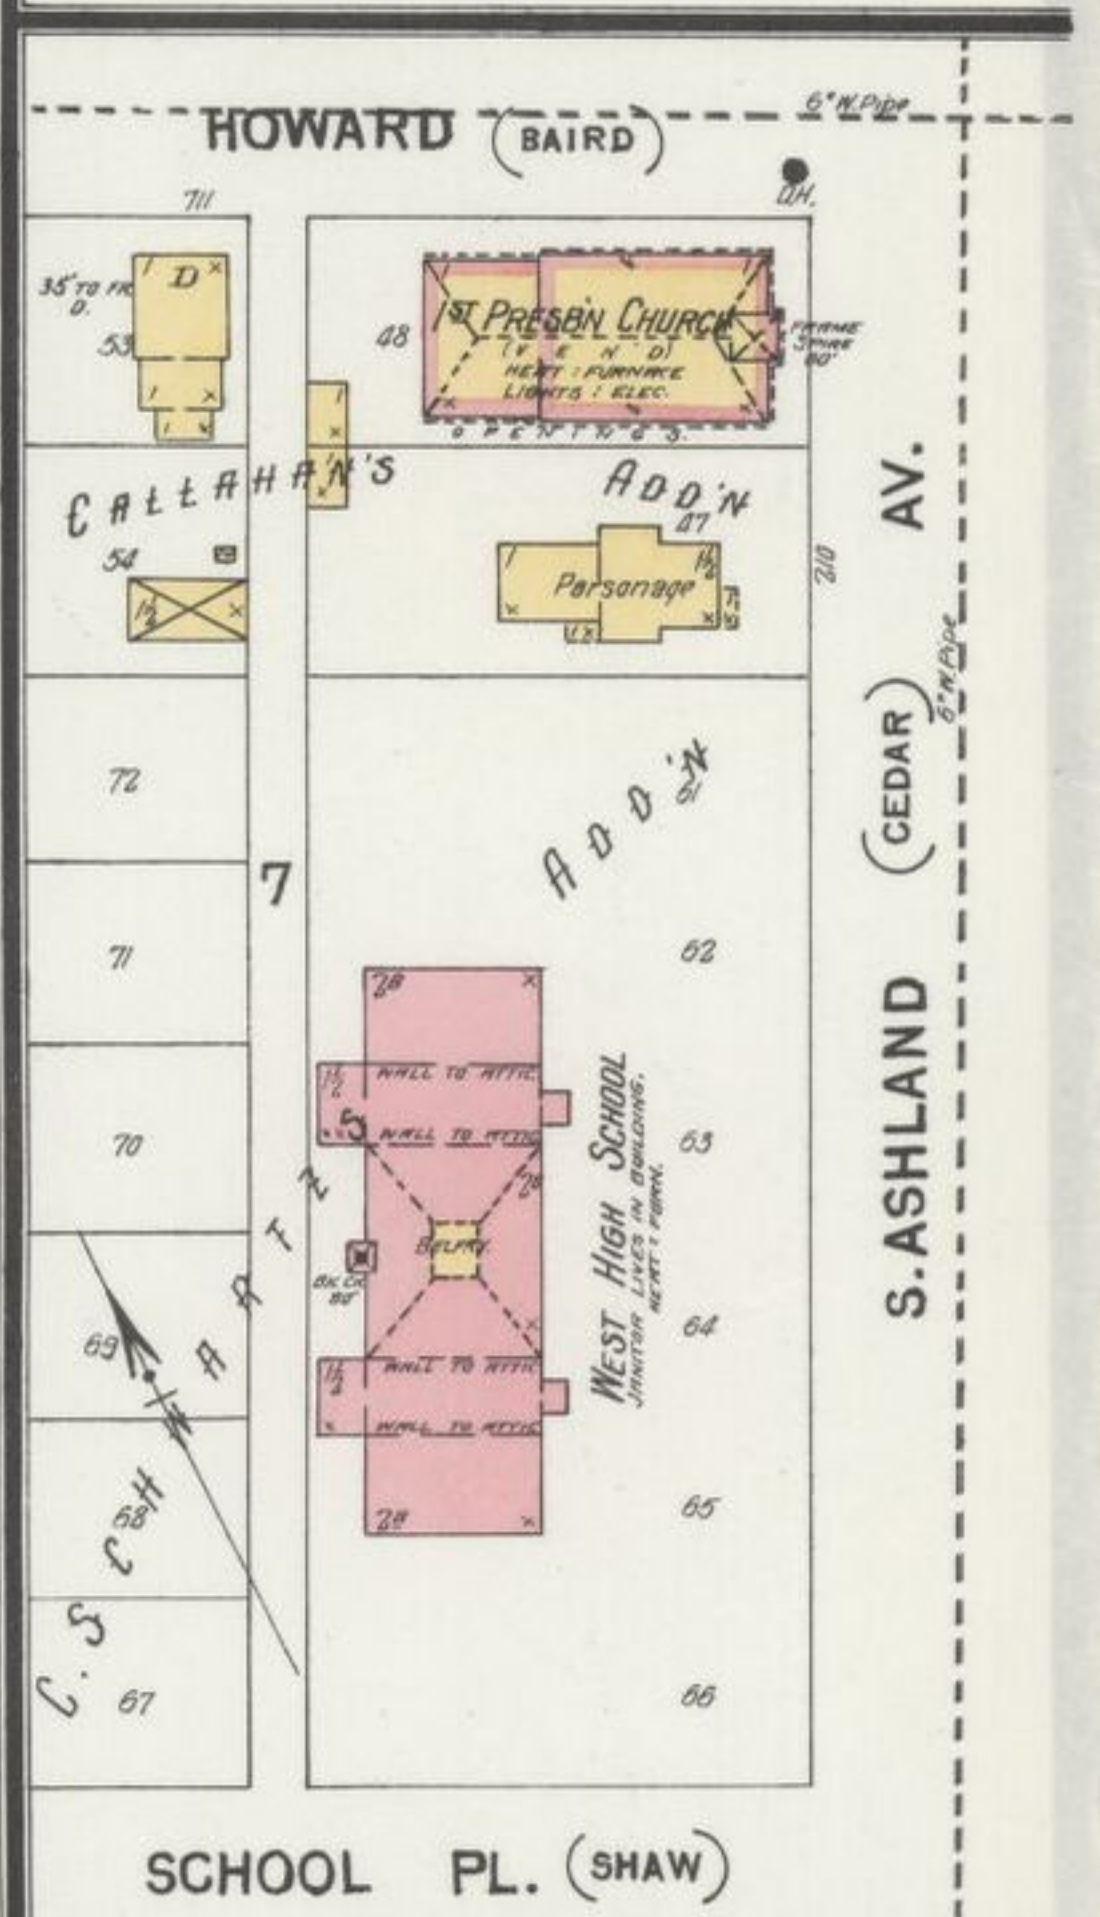 6" W. Pipe
HOWARD (BAIRD)
D.H.
711
35' TO FR.
D.
D
53
48
1ST PRESB'N CHURCH
(VEN'D)
HEAT: FURNACE
LIGHTS: ELEC.
OPENINGS.
FRAME
SPIRE
80'
CALLAHAN'S ADD'N
54
1½
47
1½
Parsonage
210
S. ASHLAND (CEDAR) AV.
6" W. Pipe
72
71
70
69
68
67
7
C. SCHWARTZ'S ADD'N
61
62
63
64
65
66
1½
WALL TO ATTIC
WALL TO ATTIC
BELFRY
BK CH.
80'
1½
WALL TO ATTIC
WALL TO ATTIC
WEST HIGH SCHOOL
JANITOR LIVES IN BUILDING.
HEAT: FURN.
SCHOOL PL. (SHAW)